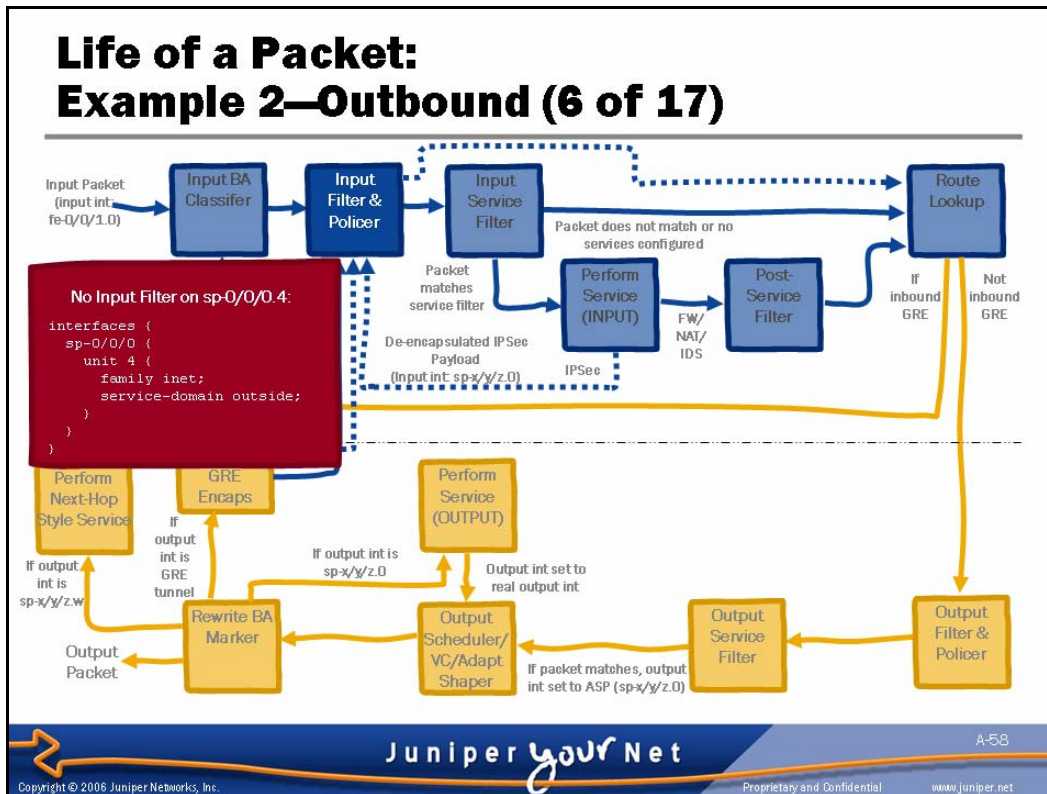 Life of a Packet:
Example 2—Outbound (6 of 17)
Input Packet
(input int:
fe-0/0/1.0)
Input BA
Classifer
Input
Filter &
Policer
Input
Service
Filter
Route
Lookup
Packet does not match or no
services configured
Packet
matches
service filter
Perform
Service
(INPUT)
FW/
NAT/
IDS
Post-
Service
Filter
If
inbound
GRE
Not
inbound
GRE
De-encapsulated IPSec
Payload
(Input int: sp-x/y/z.0)
IPSec
No Input Filter on sp-0/0/0.4:
interfaces {
sp-0/0/0 {
unit 4 {
family inet;
service-domain outside;
}
}
}
Perform
Next-Hop
Style Service
GRE
Encaps
Perform
Service
(OUTPUT)
If output
int is
sp-x/y/z.w
If
output
int is
GRE
tunnel
If output int is
sp-x/y/z.0
Output int set to
real output int
Rewrite BA
Marker
Output
Packet
Output
Scheduler/
VC/Adapt
Shaper
If packet matches, output
int set to ASP (sp-x/y/z.0)
Output
Service
Filter
Output
Filter &
Policer
Juniper your Net
A-58
Copyright © 2006 Juniper Networks, Inc.
Proprietary and Confidential
www.juniper.net